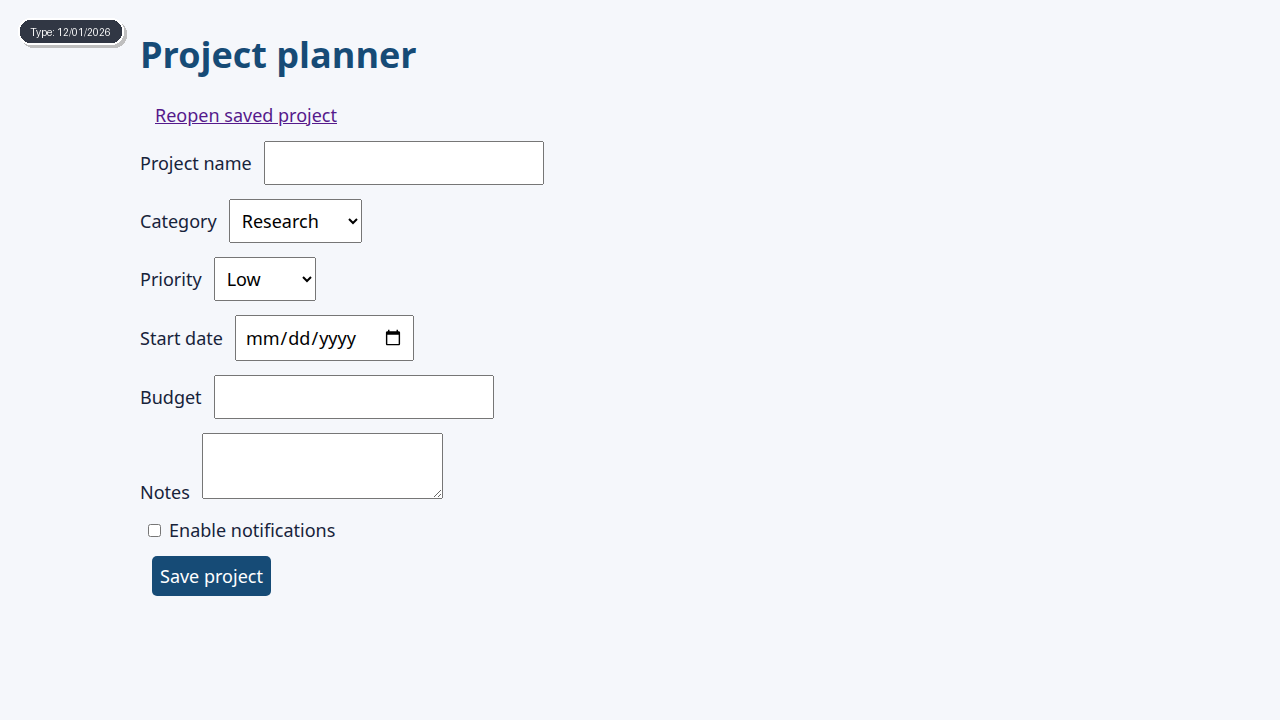 Type: 12/01/2026
Project planner
Reopen saved project
Project name
Category Research
Priority Low
Start date mm/dd/yyyy
Budget
Notes
Enable notifications
Save project